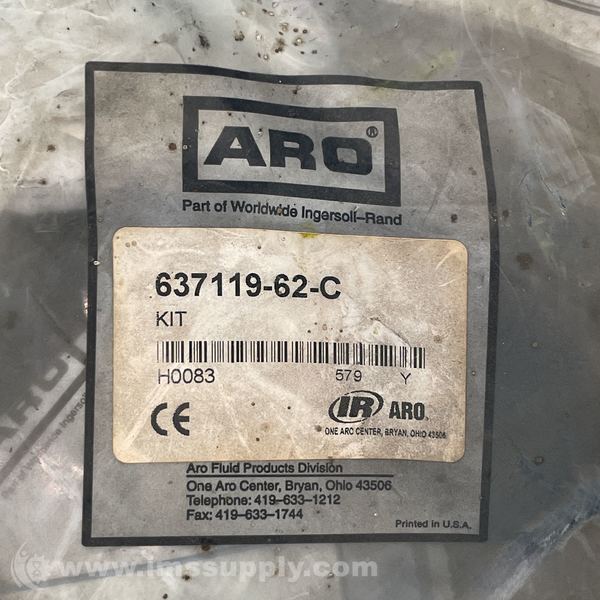 ARO®
Part of Worldwide Ingersoll–Rand
637119-62-C
KIT
H0083 579 Y
CE IR ARO.
ONE ARO CENTER, BRYAN, OHIO 43506
Aro Fluid Products Division
One Aro Center, Bryan, Ohio 43506
Telephone: 419–633–1212
Fax: 419–633–1744
Printed in U.S.A.
ARO
© www.imssupply.com/